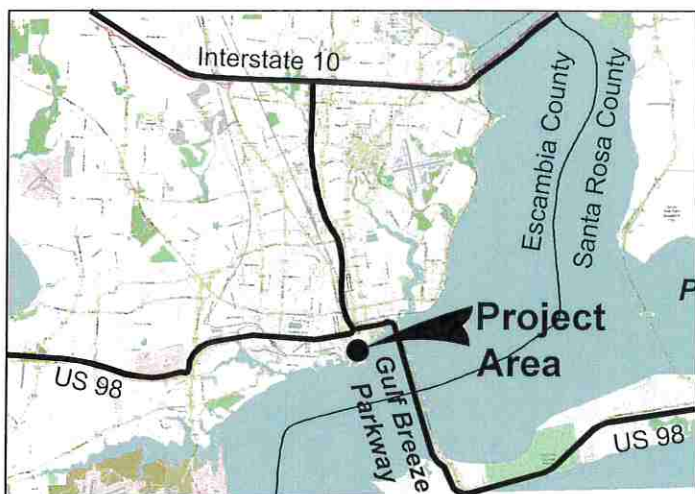 Interstate 10
Escambia County
Santa Rosa County
P
Project
Area
US 98
Gulf Breeze
Parkway
US 98